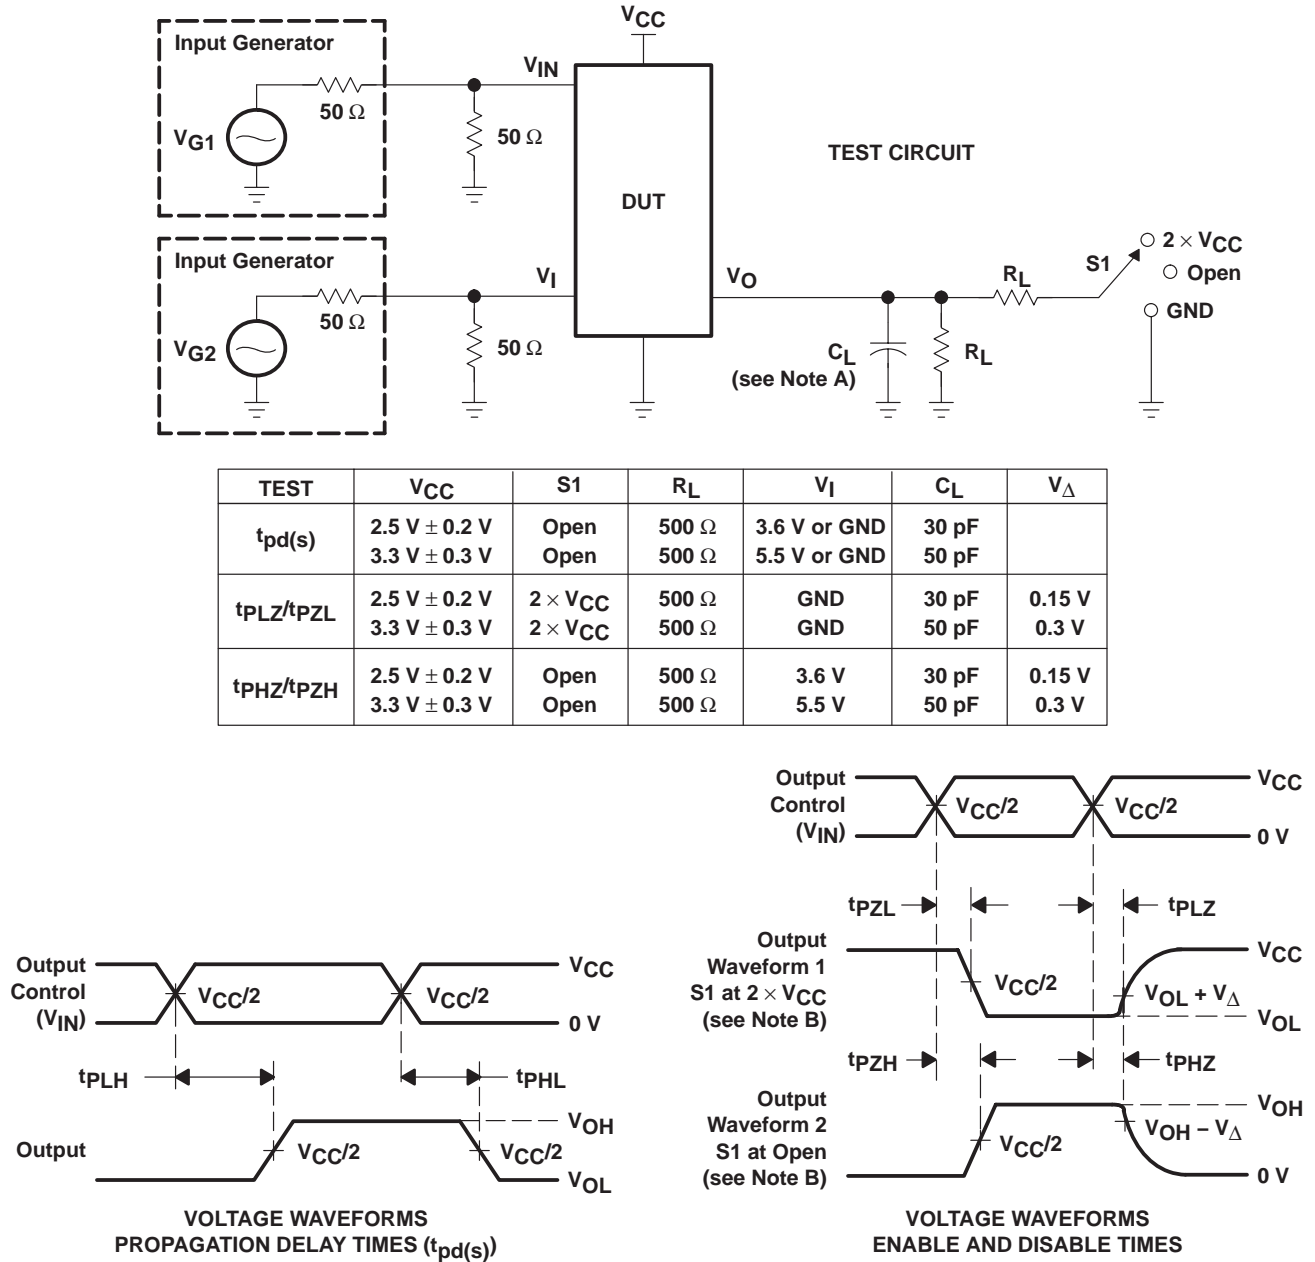 VCC
Input Generator
VIN
50 Ω
VG1
50 Ω
TEST CIRCUIT
DUT
Input Generator
VI
VO
50 Ω
VG2
50 Ω
CL
(see Note A)
RL
RL
S1
2 × VCC
Open
GND
TEST VCC S1 RL VI CL VΔ
tpd(s) 2.5 V ± 0.2 V Open 500 Ω 3.6 V or GND 30 pF
3.3 V ± 0.3 V Open 500 Ω 5.5 V or GND 50 pF
tPLZ/tPZL 2.5 V ± 0.2 V 2 × VCC 500 Ω GND 30 pF 0.15 V
3.3 V ± 0.3 V 2 × VCC 500 Ω GND 50 pF 0.3 V
tPHZ/tPZH 2.5 V ± 0.2 V Open 500 Ω 3.6 V 30 pF 0.15 V
3.3 V ± 0.3 V Open 500 Ω 5.5 V 50 pF 0.3 V
Output
Control
(VIN)
VCC/2
VCC/2
VCC
0 V
tPLH
tPHL
Output
VCC/2
VCC/2
VOH
VOL
VOLTAGE WAVEFORMS
PROPAGATION DELAY TIMES (tpd(s))
Output
Control
(VIN)
VCC/2
VCC/2
VCC
0 V
tPZL
tPLZ
Output
Waveform 1
S1 at 2 × VCC
(see Note B)
VCC/2
VCC
VOL + VΔ
VOL
tPZH
tPHZ
Output
Waveform 2
S1 at Open
(see Note B)
VCC/2
VOH
VOH − VΔ
0 V
VOLTAGE WAVEFORMS
ENABLE AND DISABLE TIMES